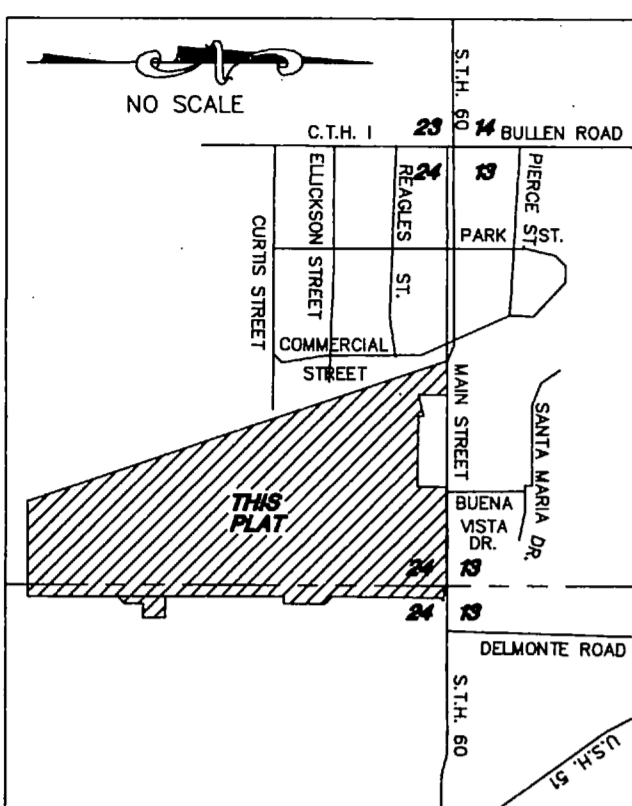 NO SCALE
S.T.H. 60
C.T.H. I
23
14
BULLEN ROAD
24
13
CURTIS STREET
ELLICKSON STREET
REAGLES ST.
PIERCE ST.
PARK ST.
COMMERCIAL
STREET
MAIN STREET
SANTA MARIA DR.
THIS
PLAT
BUENA
VISTA
DR.
24
13
24
13
DELMONTE ROAD
S.T.H. 60
U.S.H. 51